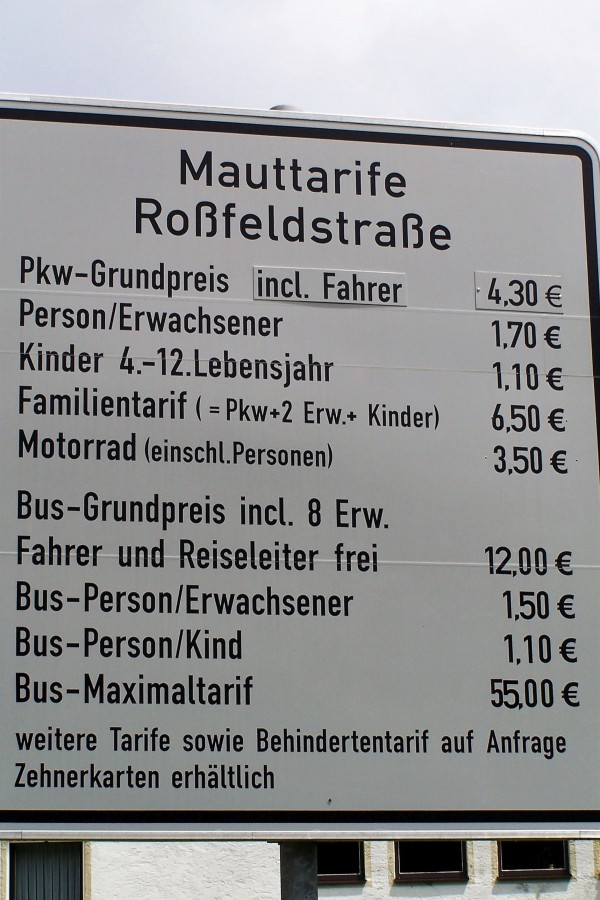 Mauttarife
Roßfeldstraße
Pkw-Grundpreis incl. Fahrer 4,30 €
Person/Erwachsener 1,70 €
Kinder 4.-12.Lebensjahr 1,10 €
Familientarif ( = Pkw+2 Erw.+ Kinder) 6,50 €
Motorrad (einschl.Personen) 3,50 €
Bus-Grundpreis incl. 8 Erw.
Fahrer und Reiseleiter frei 12,00 €
Bus-Person/Erwachsener 1,50 €
Bus-Person/Kind 1,10 €
Bus-Maximaltarif 55,00 €
weitere Tarife sowie Behindertentarif auf Anfrage
Zehnerkarten erhältlich